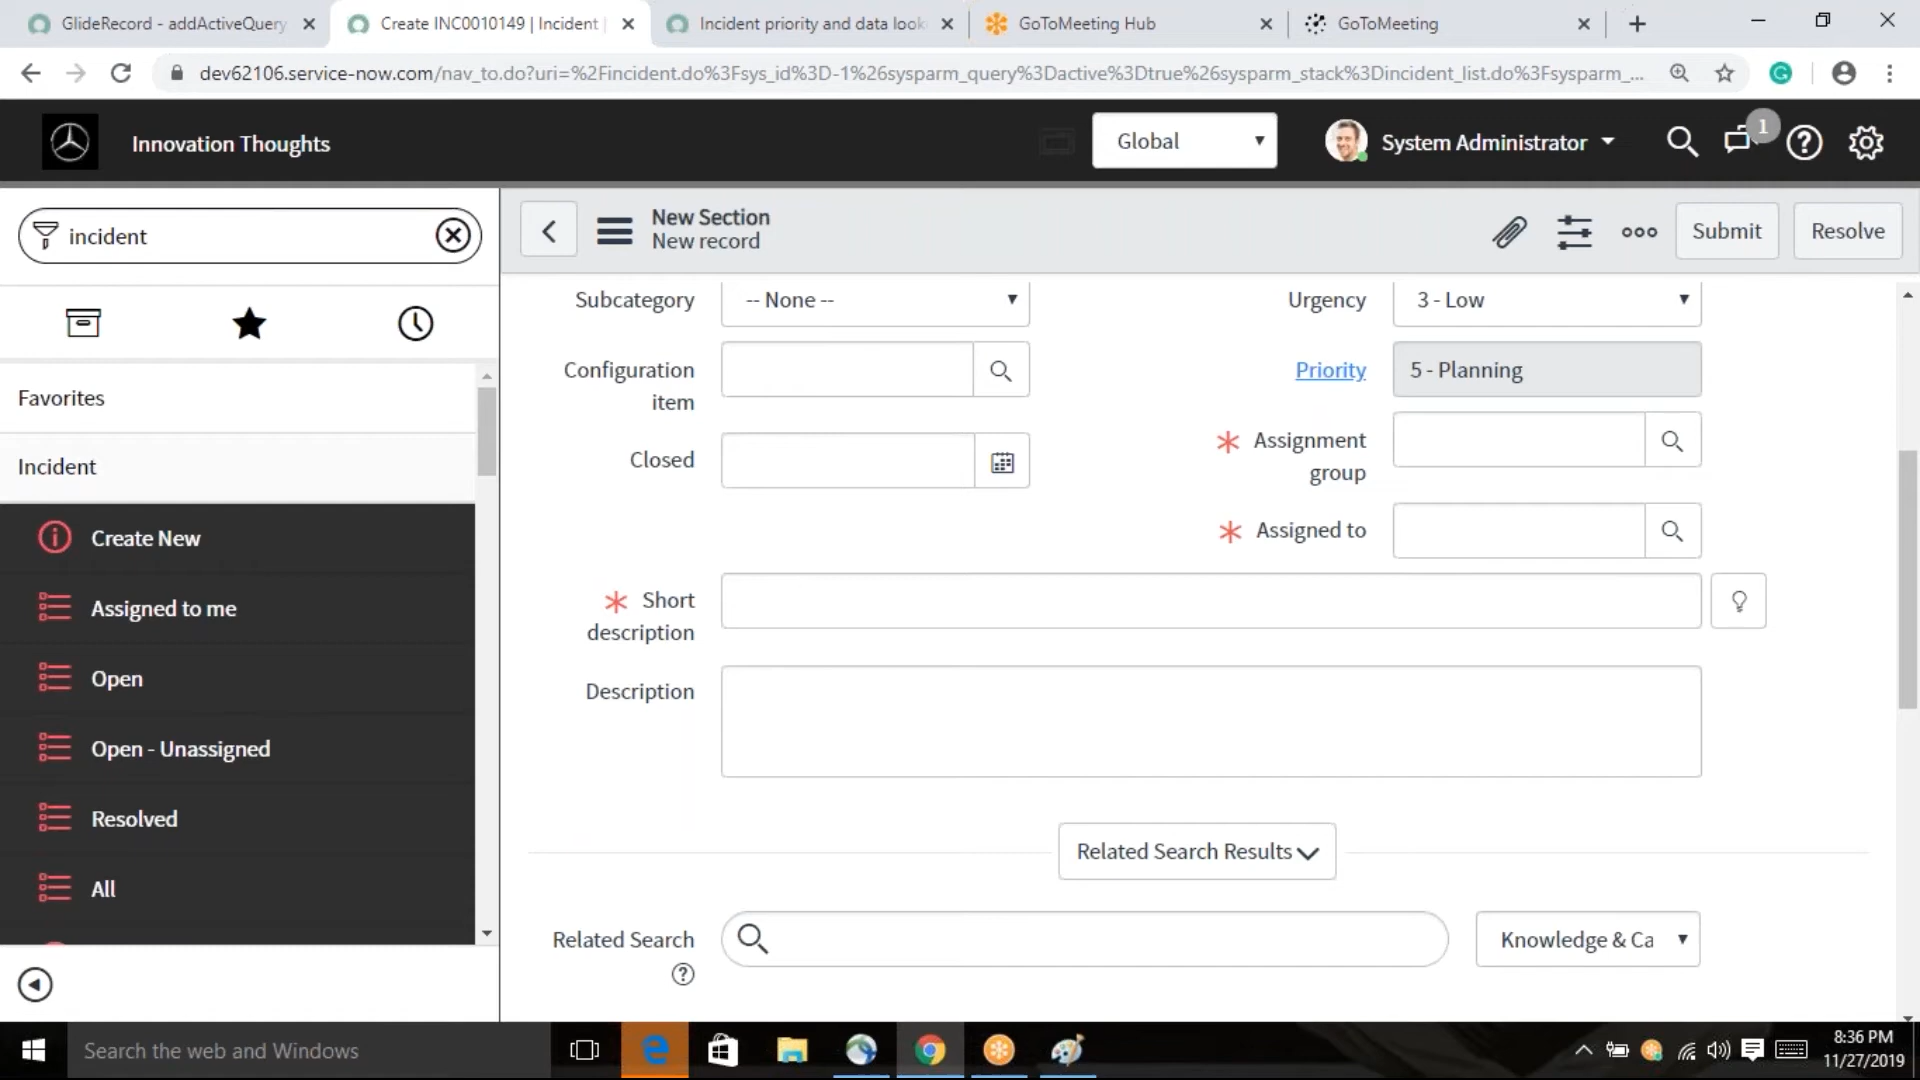 GlideRecord - addActiveQuery
Create INC0010149 | Incident |
Incident priority and data look
GoToMeeting Hub
GoToMeeting
dev62106.service-now.com/nav_to.do?uri=%2Fincident.do%3Fsys_id%3D-1%26sysparm_query%3Dactive%3Dtrue%26sysparm_stack%3Dincident_list.do%3Fsysparm_...
Innovation Thoughts
Global
System Administrator
1
incident
New Section
New record
Submit
Resolve
Favorites
Incident
Create New
Assigned to me
Open
Open - Unassigned
Resolved
All
Subcategory
-- None --
Urgency
3 - Low
Configuration
item
Priority
5 - Planning
Closed
Assignment
group
Assigned to
Short
description
Description
Related Search Results
Related Search
Knowledge & Ca
Search the web and Windows
8:36 PM
11/27/2019